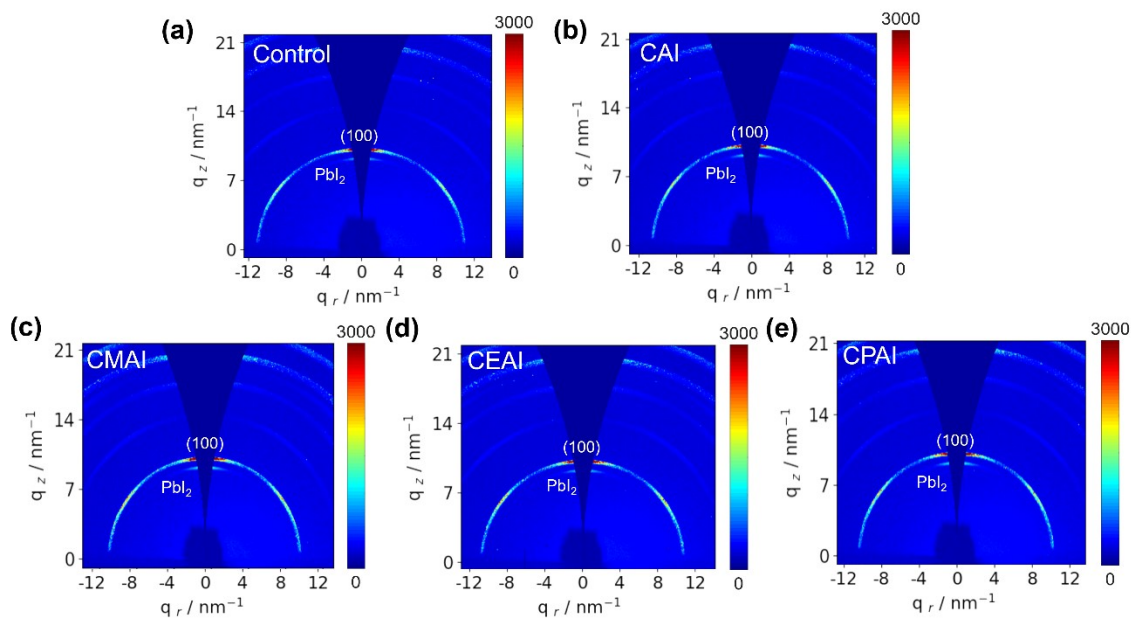 (a)
Control
3000
21
14
7
0
q z / nm⁻¹
(100)
PbI₂
0
-12 -8 -4 0 4 8 12
q r / nm⁻¹
(b)
CAI
3000
21
14
7
0
q z / nm⁻¹
(100)
PbI₂
0
-12 -8 -4 0 4 8 12
q r / nm⁻¹
(c)
CMAI
3000
21
14
7
0
q z / nm⁻¹
(100)
PbI₂
0
-12 -8 -4 0 4 8 12
q r / nm⁻¹
(d)
CEAI
3000
21
14
7
0
q z / nm⁻¹
(100)
PbI₂
0
-12 -8 -4 0 4 8 12
q r / nm⁻¹
(e)
CPAI
3000
21
14
7
0
q z / nm⁻¹
(100)
PbI₂
0
-12 -8 -4 0 4 8 12
q r / nm⁻¹